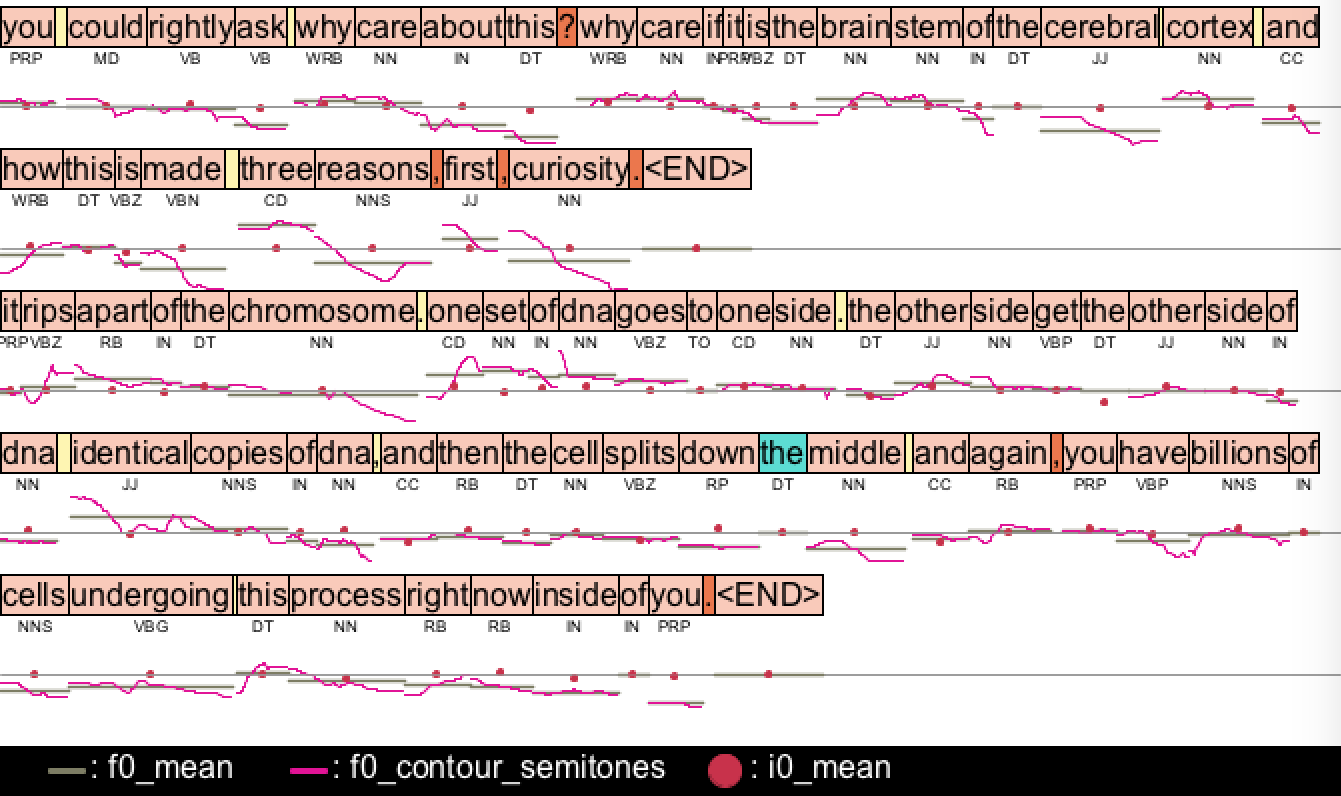 you could rightly ask why care about this ? why care if it is the brain stem of the cerebral cortex and
PRP MD VB VB WRB NN IN DT WRB NN IN PRP VBZ DT NN NN IN DT JJ NN CC
how this is made three reasons , first , curiosity . <END>
WRB DT VBZ VBN CD NNS JJ NN
it rips apart of the chromosome . one set of dna goes to one side . the other side get the other side of
PRP VBZ RB IN DT NN CD NN IN NN VBZ TO CD NN DT JJ NN VBP DT JJ NN IN
dna identical copies of dna , and then the cell splits down the middle and again , you have billions of
NN JJ NNS IN NN CC RB DT NN VBZ RP DT NN CC RB PRP VBP NNS IN
cells undergoing this process right now inside of you . <END>
NNS VBG DT NN RB RB IN IN PRP
: f0_mean : f0_contour_semitones : i0_mean